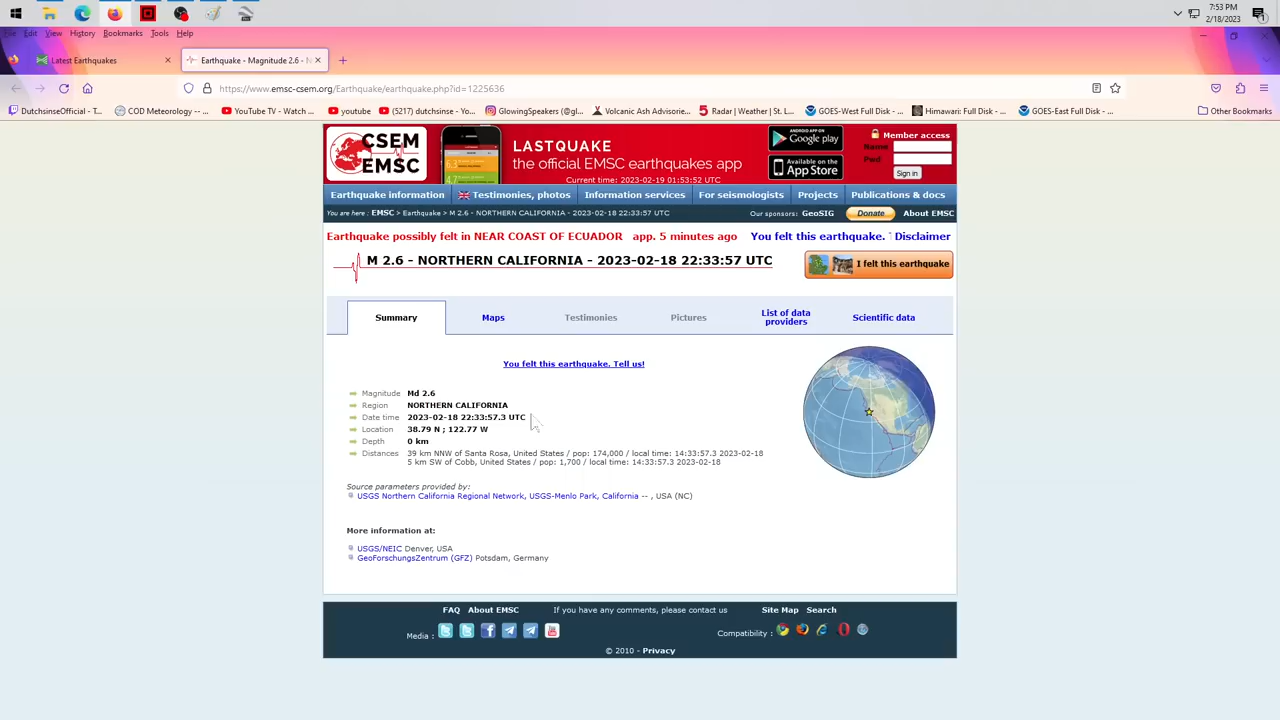 7:53 PM
2/18/2023
File Edit View History Bookmarks Tools Help
Latest Earthquakes
Earthquake - Magnitude 2.6 -
https://www.emsc-csem.org/Earthquake/earthquake.php?id=1225636
DutchsinseOfficial - T... COD Meteorology -- ... YouTube TV - Watch ... youtube (5217) dutchsinse - Yo... GlowingSpeakers (@gl... Volcanic Ash Advisorie... Radar | Weather | St. L... GOES-West Full Disk - ... Himawari: Full Disk - ... GOES-East Full Disk - ... Other Bookmarks
CSEM
EMSC
LASTQUAKE
the official EMSC earthquakes app
Current time: 2023-02-19 01:53:52 UTC
ANDROID APP ON
Google play
Available on the
App Store
Member access
Name
Pwd
Sign in
Earthquake information Testimonies, photos Information services For seismologists Projects Publications & docs
You are here : EMSC > Earthquake > M 2.6 - NORTHERN CALIFORNIA - 2023-02-18 22:33:57 UTC
Our sponsors: GeoSIG Donate About EMSC
Earthquake possibly felt in NEAR COAST OF ECUADOR app. 5 minutes ago You felt this earthquake. Disclaimer
M 2.6 - NORTHERN CALIFORNIA - 2023-02-18 22:33:57 UTC
I felt this earthquake
Summary Maps Testimonies Pictures List of data providers Scientific data
You felt this earthquake. Tell us!
Magnitude Md 2.6
Region NORTHERN CALIFORNIA
Date time 2023-02-18 22:33:57.3 UTC
Location 38.79 N ; 122.77 W
Depth 0 km
Distances 39 km NNW of Santa Rosa, United States / pop: 174,000 / local time: 14:33:57.3 2023-02-18
5 km SW of Cobb, United States / pop: 1,700 / local time: 14:33:57.3 2023-02-18
Source parameters provided by:
USGS Northern California Regional Network, USGS-Menlo Park, California -- , USA (NC)
More information at:
USGS/NEIC Denver, USA
GeoForschungsZentrum (GFZ) Potsdam, Germany
FAQ About EMSC If you have any comments, please contact us Site Map Search
Media :
Compatibility :
© 2010 - Privacy